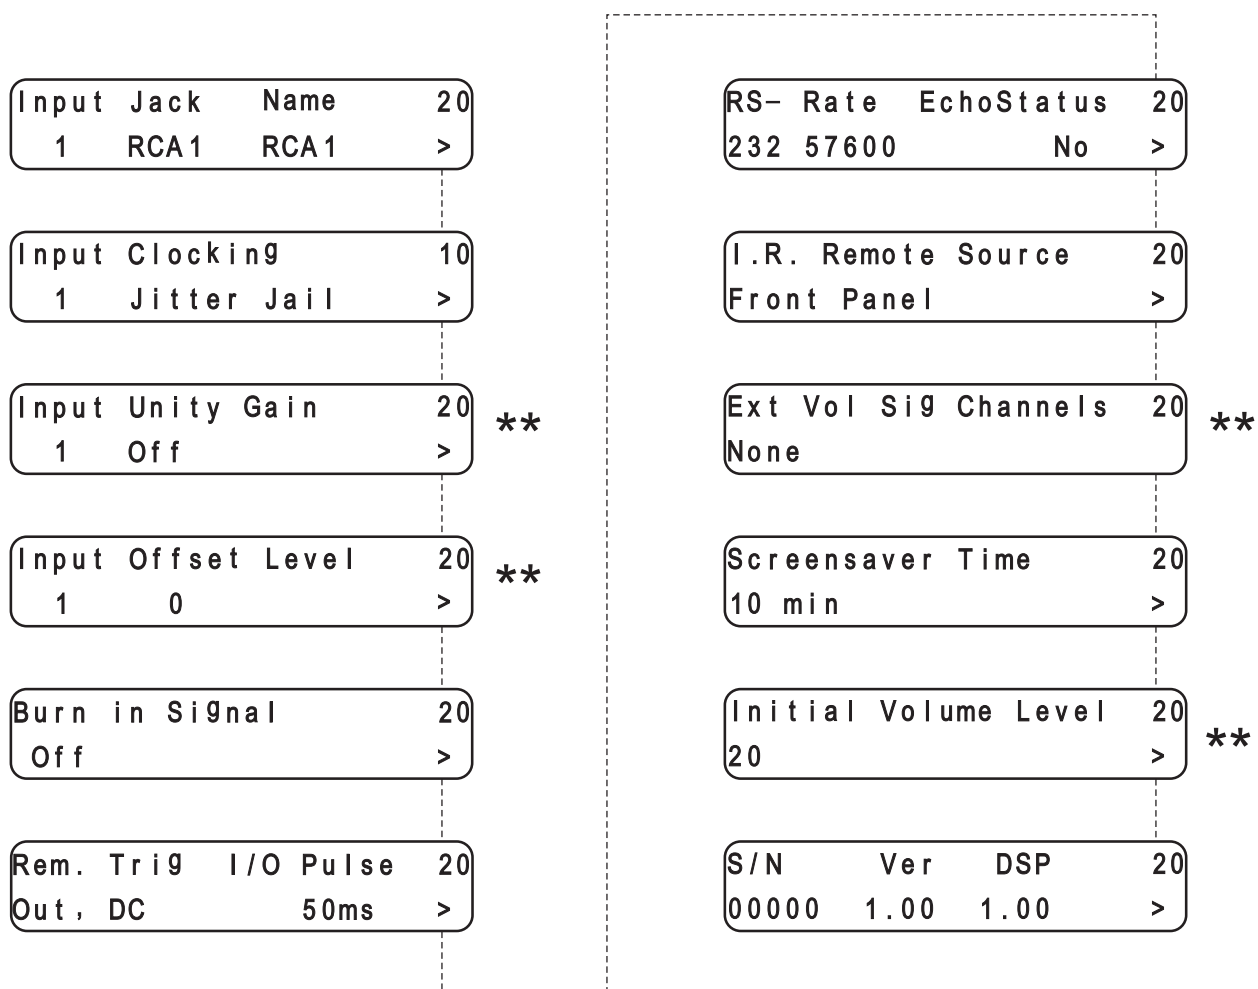 Input Jack Name 20
1 RCA1 RCA1 >
Input Clocking 10
1 Jitter Jail >
Input Unity Gain 20
1 Off >
**
Input Offset Level 20
1 0 >
**
Burn in Signal 20
Off >
Rem. Trig I/O Pulse 20
Out, DC 50ms >
RS- Rate EchoStatus 20
232 57600 No >
I.R. Remote Source 20
Front Panel >
Ext Vol Sig Channels 20
None
**
Screensaver Time 20
10 min >
Initial Volume Level 20
20 >
**
S/N Ver DSP 20
00000 1.00 1.00 >